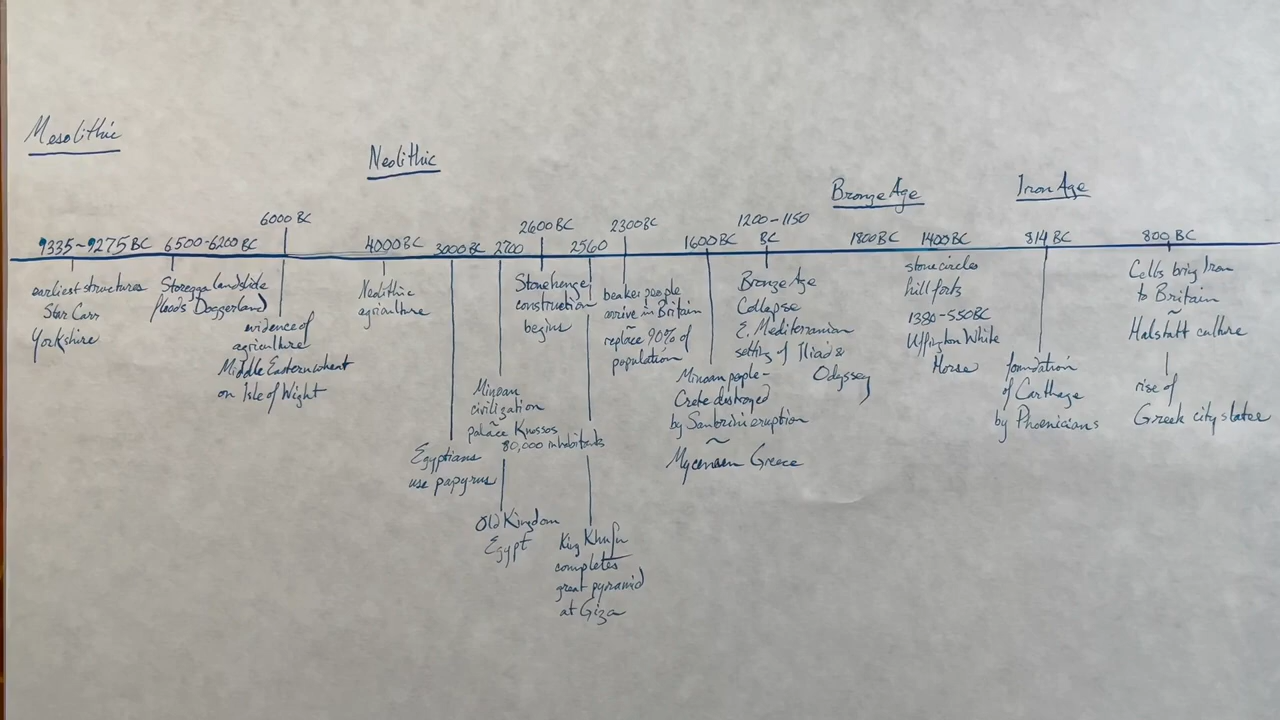 Mesolithic
Neolithic
Bronze Age
Iron Age
9335-9275 BC
6500-6200 BC
6000 BC
4000 BC
3000 BC
2700
2600 BC
2560
2300 BC
1600 BC
1200-1150
BC
1800 BC
1400 BC
814 BC
800 BC
earliest structures
Star Carr
Yorkshire
Storegga landslide
floods Doggerland
evidence of
agriculture
Middle Eastern wheat
on Isle of Wight
Neolithic
agriculture
Egyptians
use papyrus
Minoan
civilization
palace Knossos
80,000 inhabitants
Old Kingdom
Egypt
Stonehenge
construction
begins
King Khufu
completes
great pyramid
at Giza
beaker people
arrive in Britain
~
replace 90% of
population
Minoan people-
Crete destroyed
by Santorini eruption
~
Mycenaen Greece
Bronze Age
Collapse
E. Mediterranean
setting of Iliad &
Odyssey
stone circles
hill forts
1380-550 BC
Uffington White
Horse
foundation
of Carthage
by Phoenicians
Celts bring Iron
to Britain
~
Halstatt culture
rise of
Greek city states